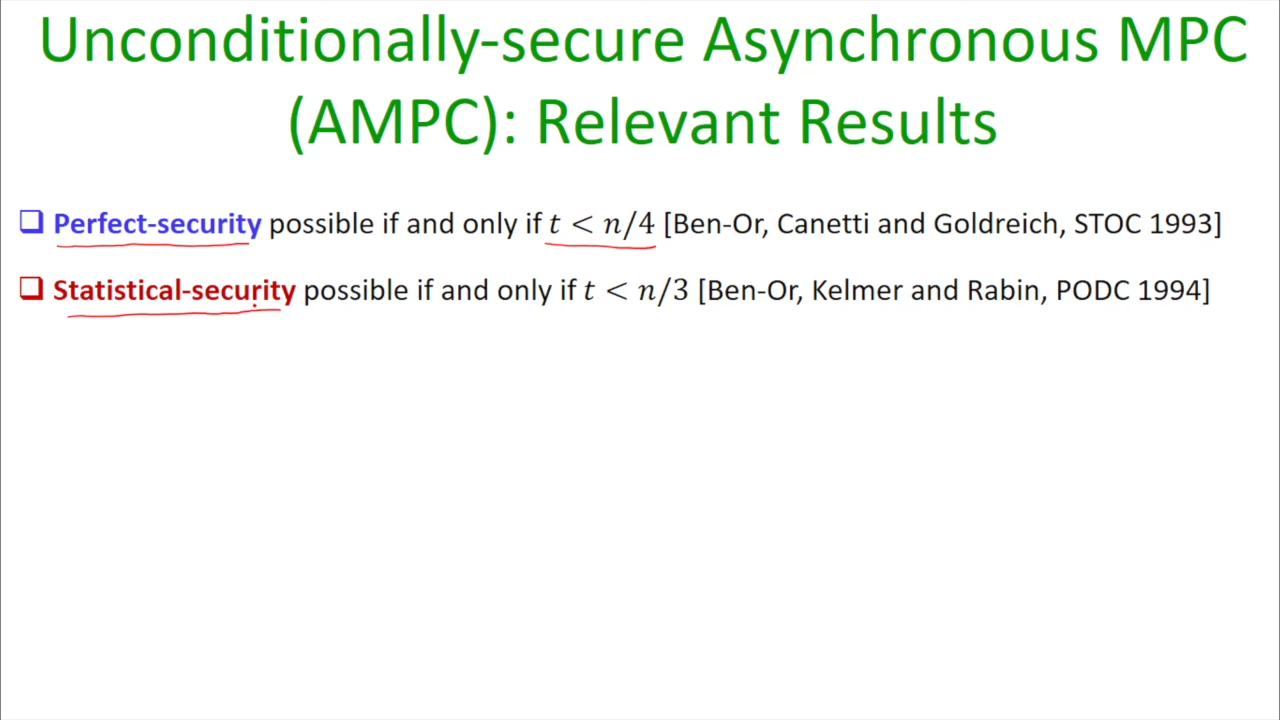 Unconditionally-secure Asynchronous MPC
(AMPC): Relevant Results
Perfect-security possible if and only if t < n/4 [Ben-Or, Canetti and Goldreich, STOC 1993]
Statistical-security possible if and only if t < n/3 [Ben-Or, Kelmer and Rabin, PODC 1994]